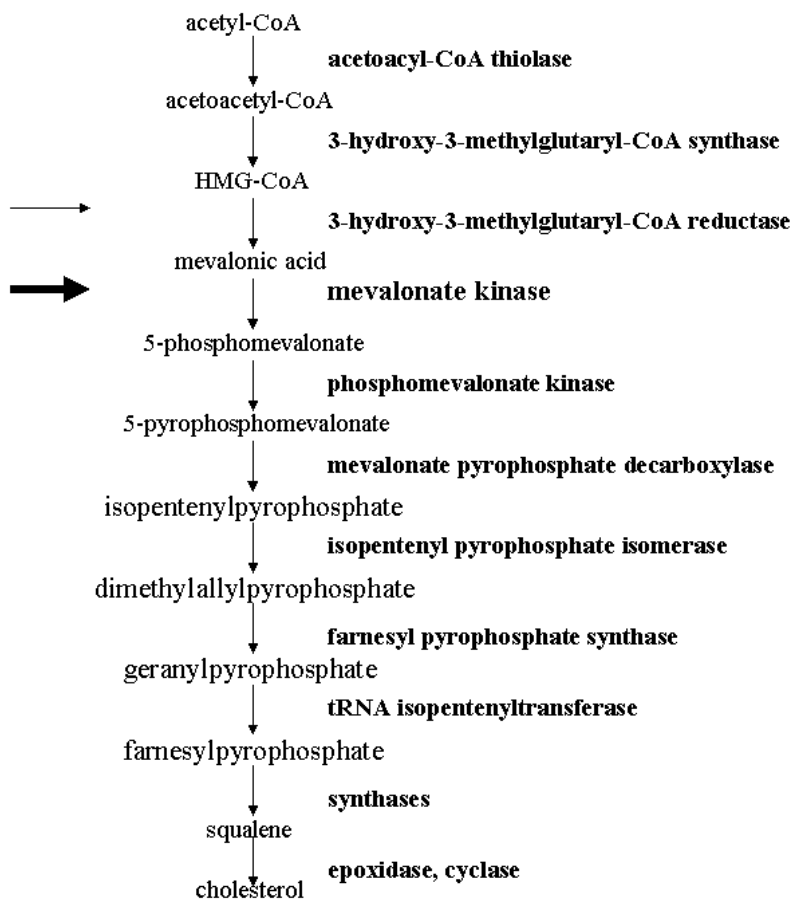 acetyl-CoA
acetoacyl-CoA thiolase
acetoacetyl-CoA
3-hydroxy-3-methylglutaryl-CoA synthase
HMG-CoA
3-hydroxy-3-methylglutaryl-CoA reductase
mevalonic acid
mevalonate kinase
5-phosphomevalonate
phosphomevalonate kinase
5-pyrophosphomevalonate
mevalonate pyrophosphate decarboxylase
isopentenylpyrophosphate
isopentenyl pyrophosphate isomerase
dimethylallylpyrophosphate
farnesyl pyrophosphate synthase
geranylpyrophosphate
tRNA isopentenyltransferase
farnesylpyrophosphate
synthases
squalene
epoxidase, cyclase
cholesterol